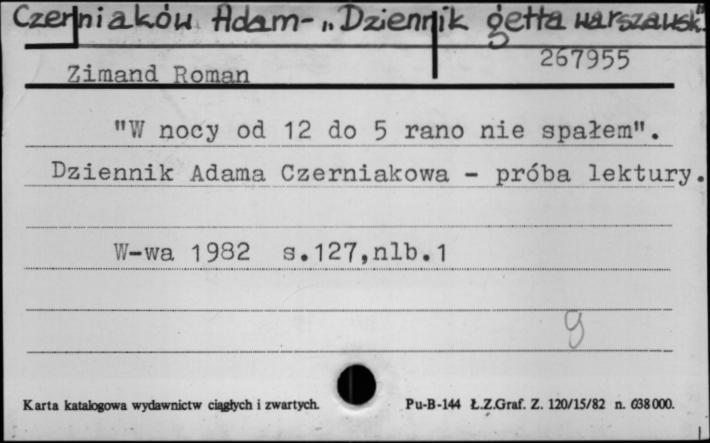 Czerniaków Adam - "Dziennik getta warszawsk."
267955
Zimand Roman
"W nocy od 12 do 5 rano nie spałem".
Dziennik Adama Czerniakowa - próba lektury.
W-wa 1982 s.127,nlb.1
g
Karta katalogowa wydawnictw ciągłych i zwartych. Pu-B-144 Ł.Z.Graf. Z. 120/15/82 n. 638000.